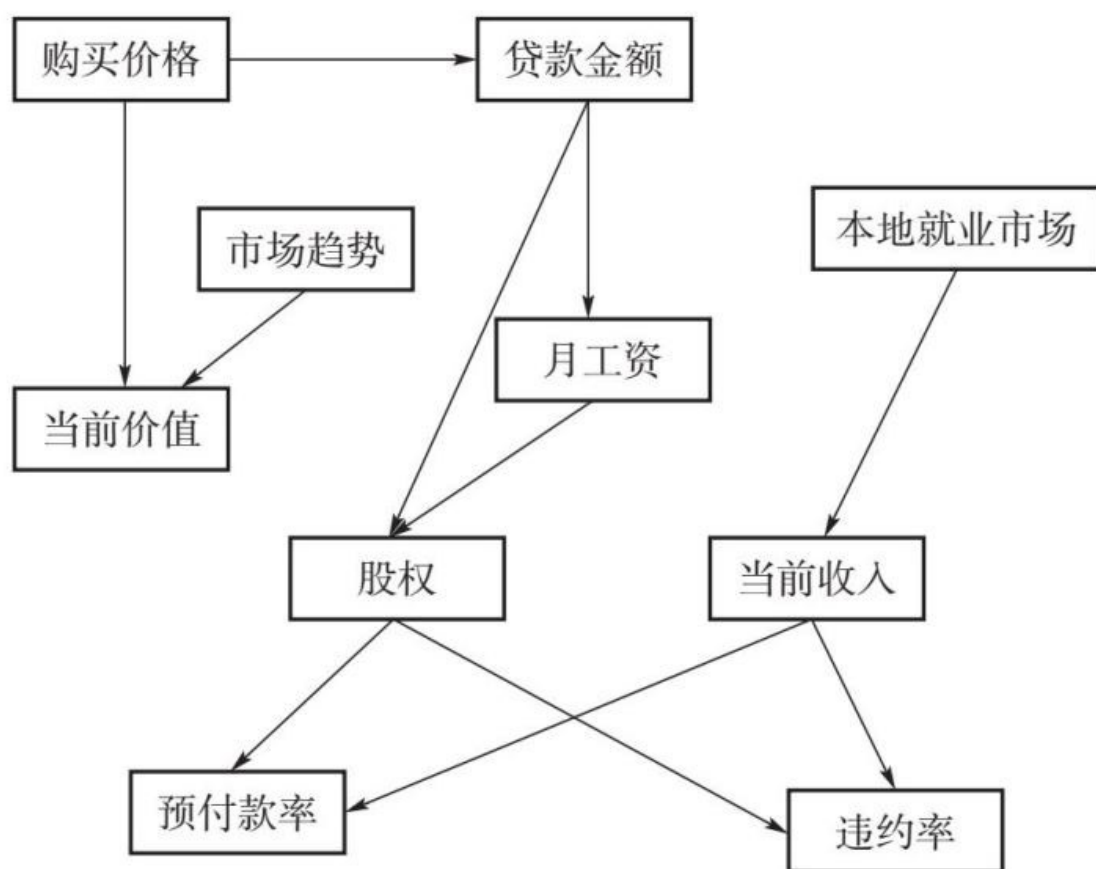 购买价格
贷款金额
市场趋势
本地就业市场
月工资
当前价值
股权
当前收入
预付款率
违约率